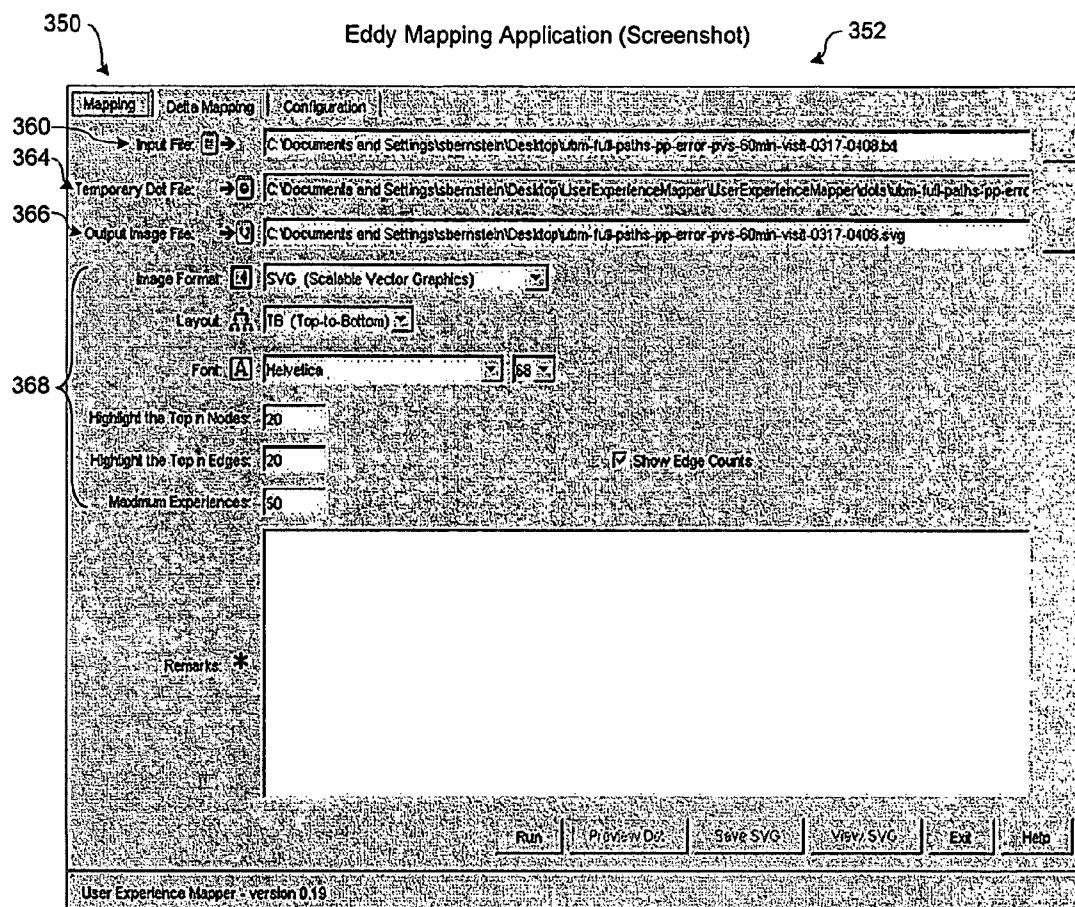 350
Eddy Mapping Application (Screenshot)
352
Mapping Delta Mapping Configuration
360
Input File: C:\Documents and Settings\sbernstein\Desktop\ubm-full-paths-pp-error-pvs-60min-visit-0317-0408.txt
364
Temporary Dot File: C:\Documents and Settings\sbernstein\Desktop\UserExperienceMapper\UserExperienceMapper\dots\ubm-full-paths-pp-erro
366
Output Image File: C:\Documents and Settings\sbernstein\Desktop\ubm-full-paths-pp-error-pvs-60min-visit-0317-0408.svg
Image Format: SVG (Scalable Vector Graphics)
Layout: TB (Top-to-Bottom)
368
Font: A Helvetica 68
Highlight the Top n Nodes: 20
Highlight the Top n Edges: 20 Show Edge Counts
Maximum Experiences: 50
Remarks: *
Run Preview Dot Save SVG View SVG Exit Help
User Experience Mapper - version 0.19